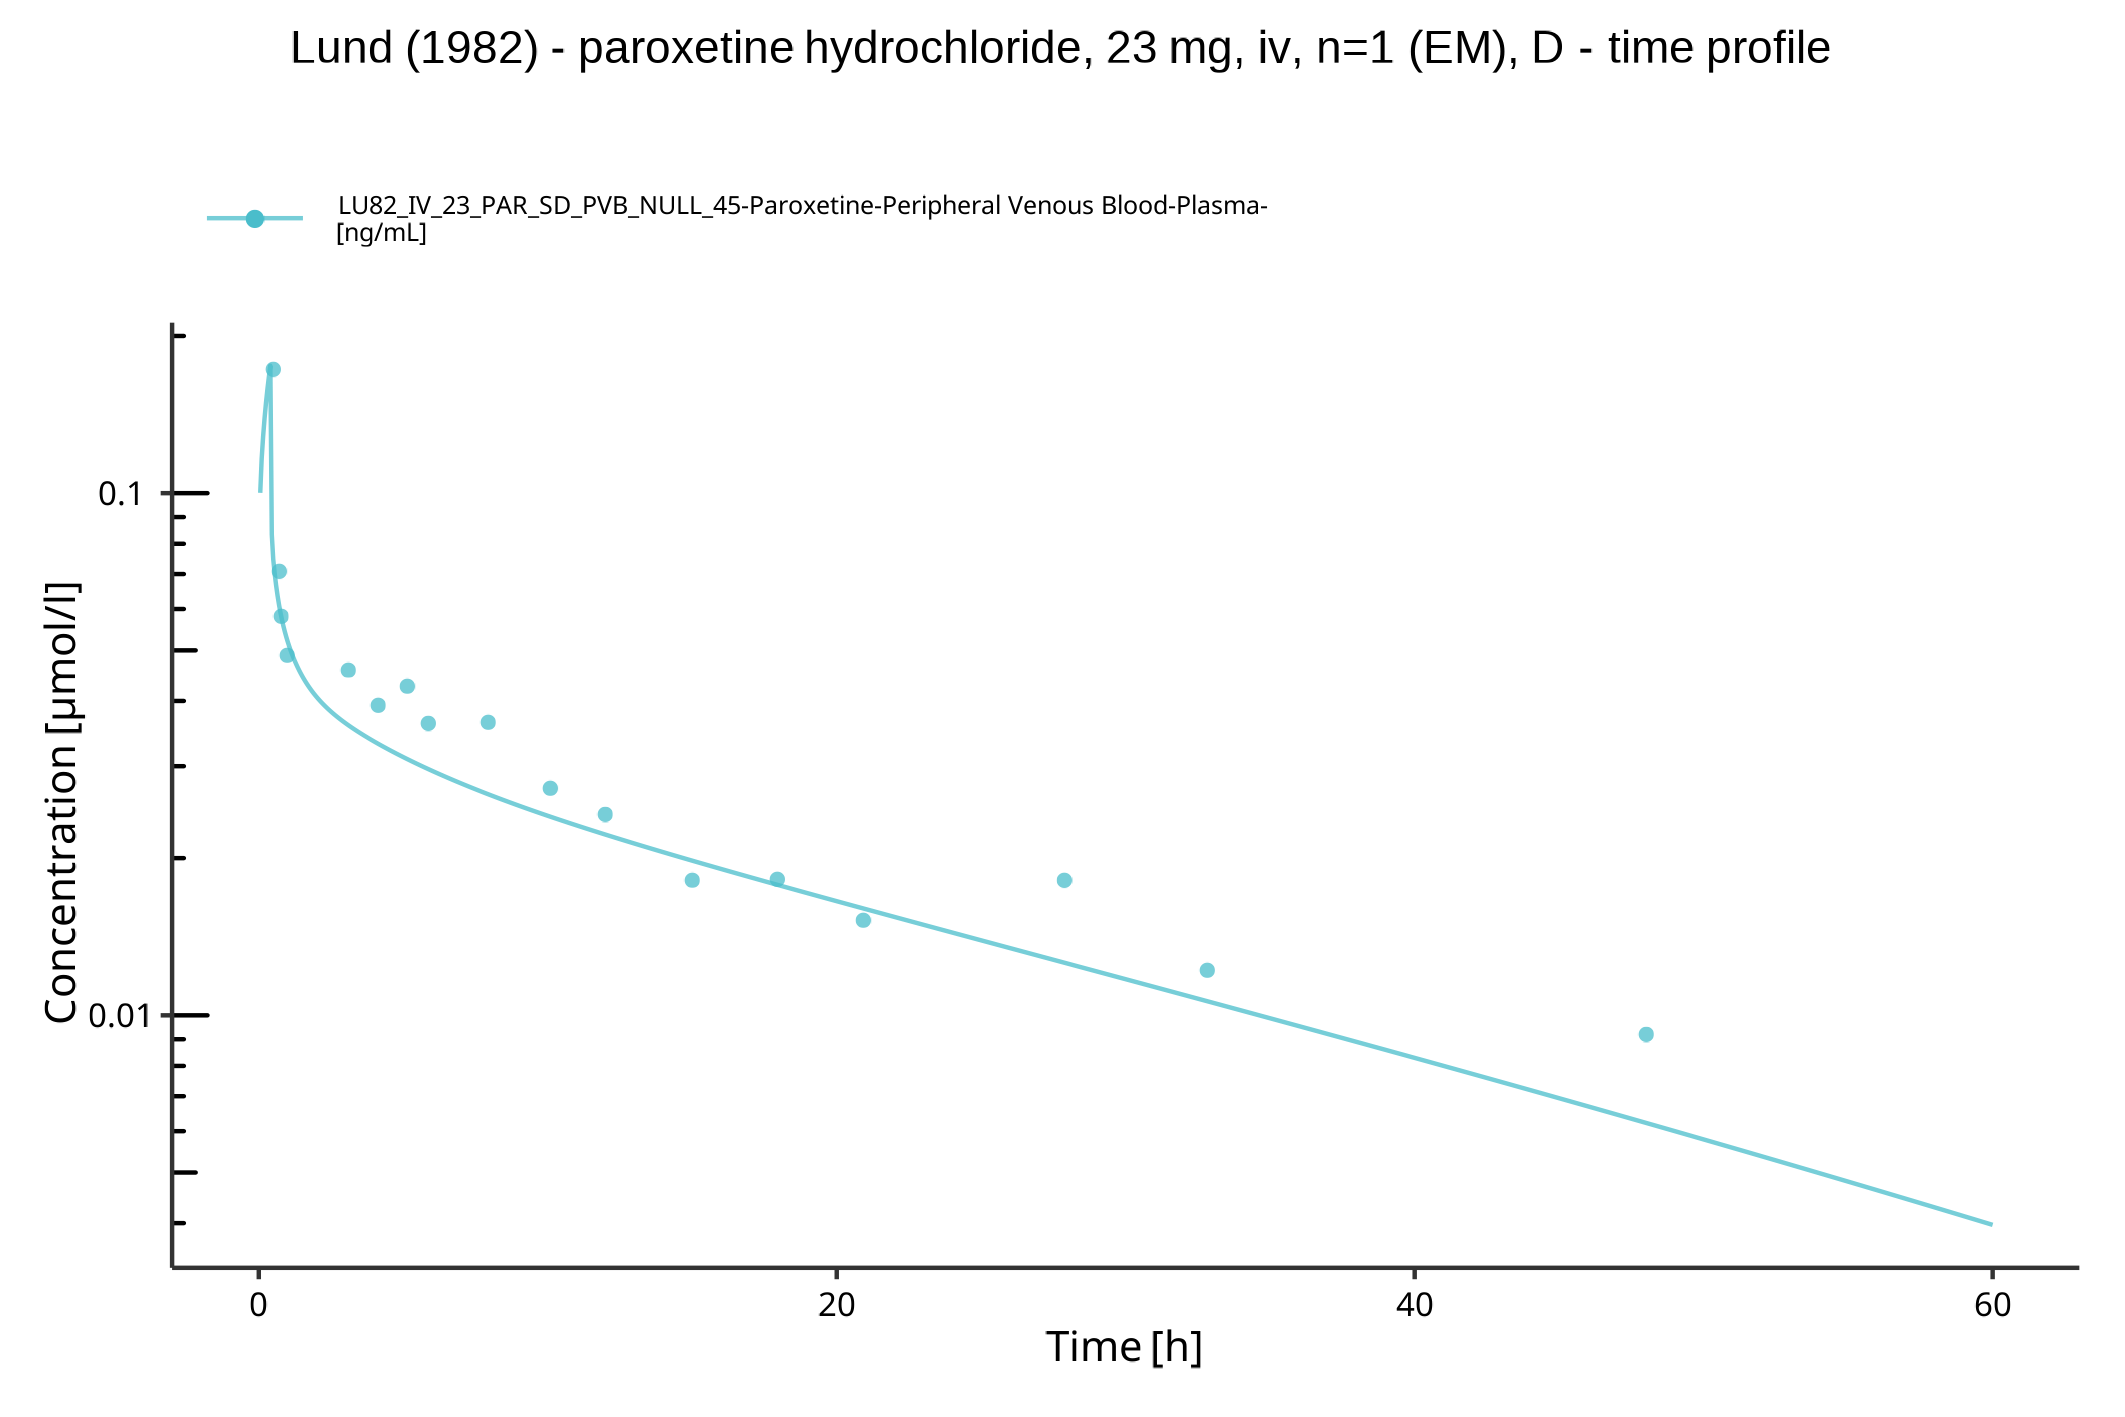 Lund (1982) - paroxetine hydrochloride, 23 mg, iv, n=1 (EM), D - time profile
LU82_IV_23_PAR_SD_PVB_NULL_45-Paroxetine-Peripheral Venous Blood-Plasma-
[ng/mL]
Concentration [µmol/l]
0.1
0.01
0
20
40
60
Time [h]